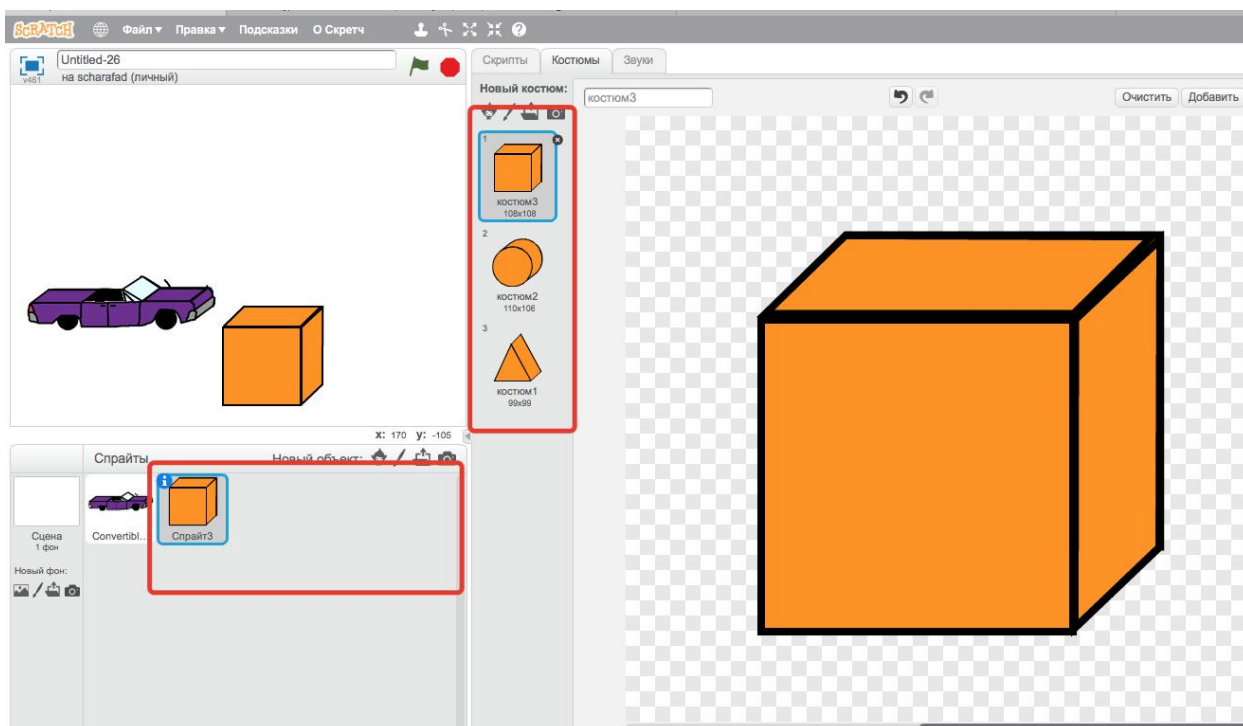 SCRATCH Файл Правка Подсказки О Скретч
Untitled-26
v461 на scharafad (личный)
Скрипты Костюмы Звуки
Новый костюм:
костюм3
Очистить Добавить
1
костюм3
108x108
2
костюм2
110x106
3
костюм1
99x99
x: 170 y: -105
Спрайты Новый объект:
Сцена
1 фон
Convertibl...
Спрайт3
Новый фон: